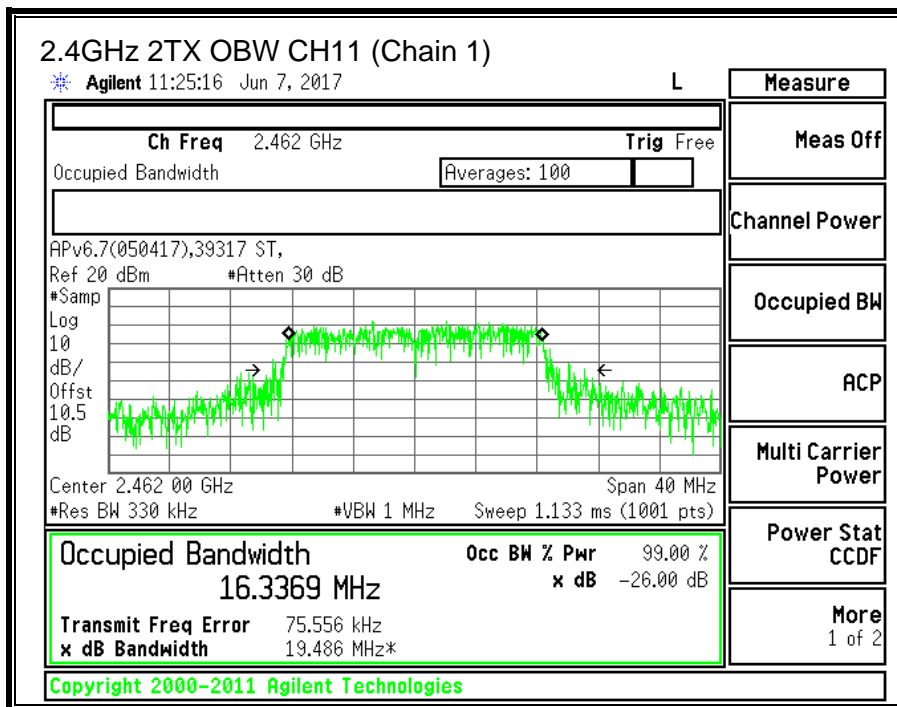 2.4GHz 2TX OBW CH11 (Chain 1)
Agilent 11:25:16 Jun 7, 2017 L
Ch Freq 2.462 GHz Trig Free
Occupied Bandwidth Averages: 100
APv6.7(050417),39317 ST,
Ref 20 dBm #Atten 30 dB
#Samp
Log
10
dB/
Offst
10.5
dB
Center 2.462 00 GHz Span 40 MHz
#Res BW 330 kHz #VBW 1 MHz Sweep 1.133 ms (1001 pts)
Occupied Bandwidth Occ BW % Pwr 99.00 %
16.3369 MHz x dB -26.00 dB
Transmit Freq Error 75.556 kHz
x dB Bandwidth 19.486 MHz*
Copyright 2000-2011 Agilent Technologies
Measure
Meas Off
Channel Power
Occupied BW
ACP
Multi Carrier
Power
Power Stat
CCDF
More
1 of 2